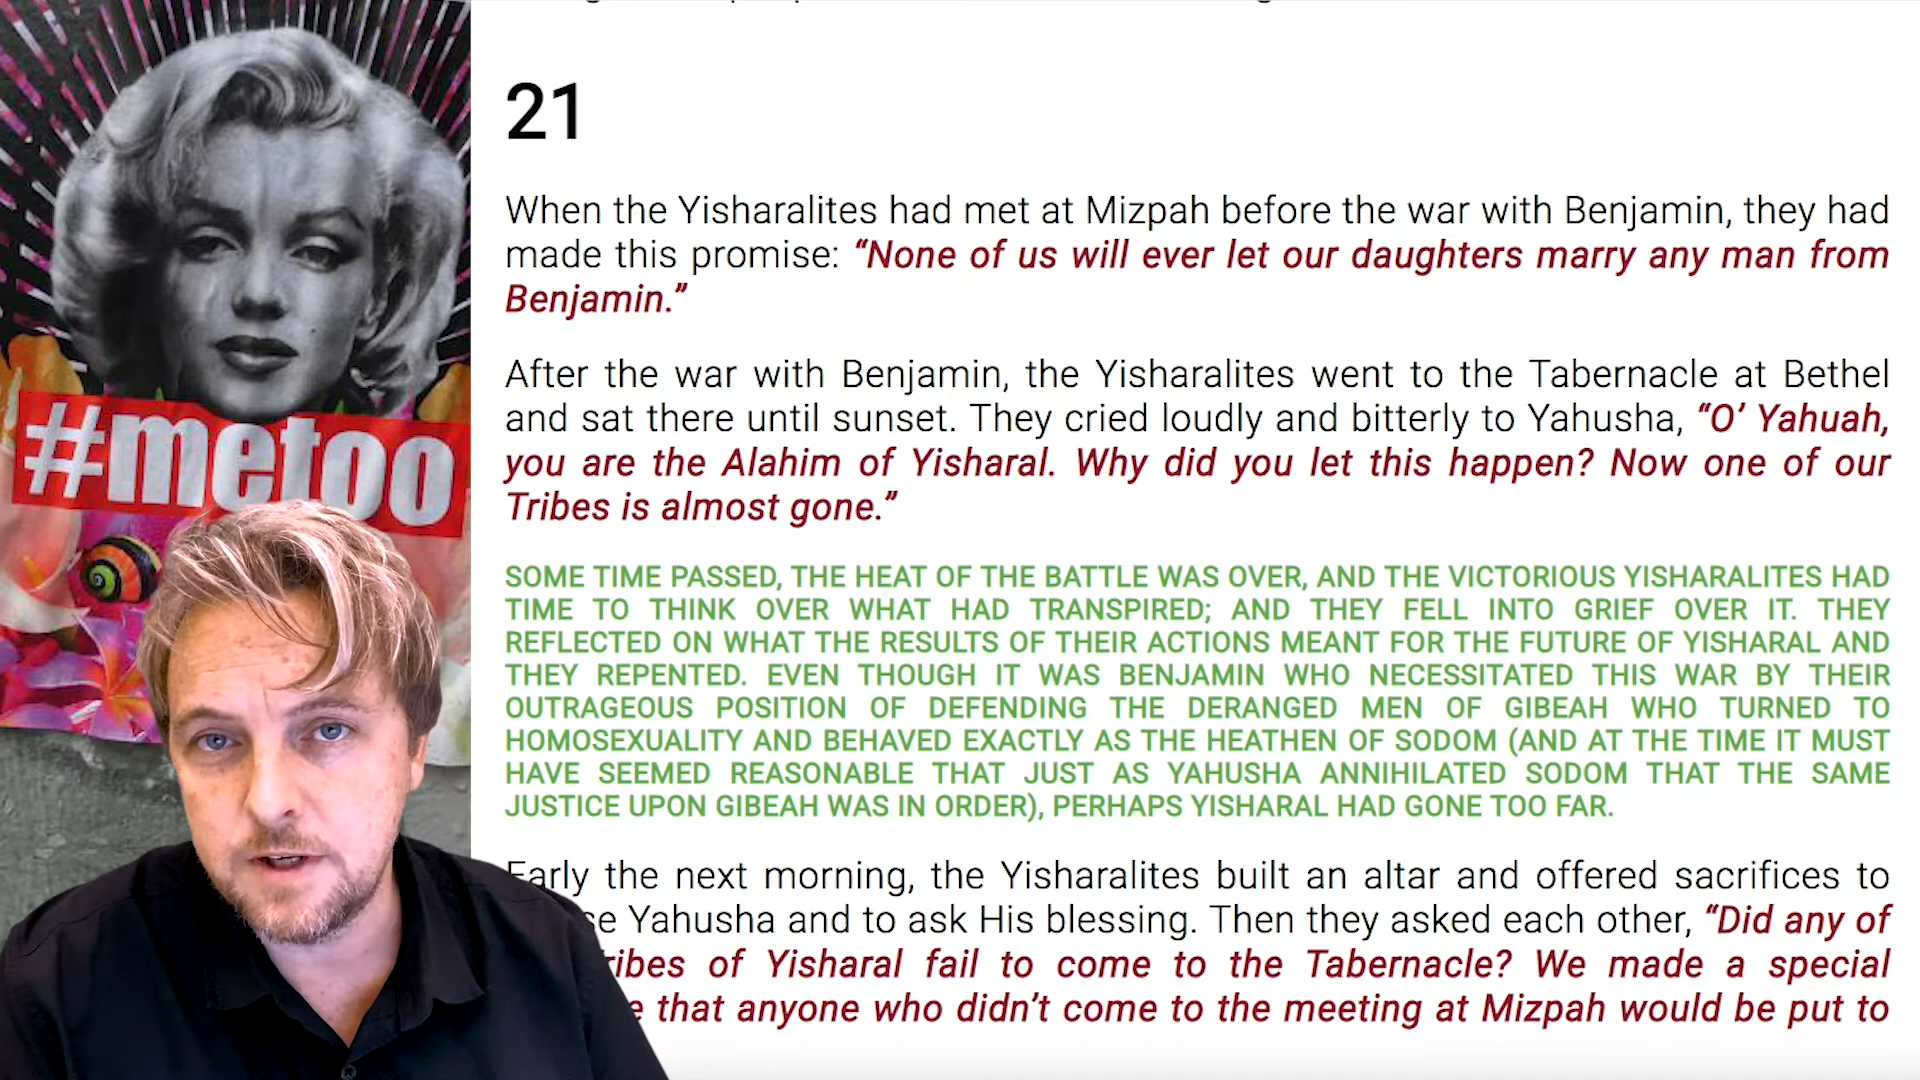 #metoo
21
When the Yisharalites had met at Mizpah before the war with Benjamin, they had
made this promise: “None of us will ever let our daughters marry any man from
Benjamin.”
After the war with Benjamin, the Yisharalites went to the Tabernacle at Bethel
and sat there until sunset. They cried loudly and bitterly to Yahusha, “O’ Yahuah,
you are the Alahim of Yisharal. Why did you let this happen? Now one of our
Tribes is almost gone.”
SOME TIME PASSED, THE HEAT OF THE BATTLE WAS OVER, AND THE VICTORIOUS YISHARALITES HAD
TIME TO THINK OVER WHAT HAD TRANSPIRED; AND THEY FELL INTO GRIEF OVER IT. THEY
REFLECTED ON WHAT THE RESULTS OF THEIR ACTIONS MEANT FOR THE FUTURE OF YISHARAL AND
THEY REPENTED. EVEN THOUGH IT WAS BENJAMIN WHO NECESSITATED THIS WAR BY THEIR
OUTRAGEOUS POSITION OF DEFENDING THE DERANGED MEN OF GIBEAH WHO TURNED TO
HOMOSEXUALITY AND BEHAVED EXACTLY AS THE HEATHEN OF SODOM (AND AT THE TIME IT MUST
HAVE SEEMED REASONABLE THAT JUST AS YAHUSHA ANNIHILATED SODOM THAT THE SAME
JUSTICE UPON GIBEAH WAS IN ORDER), PERHAPS YISHARAL HAD GONE TOO FAR.
Early the next morning, the Yisharalites built an altar and offered sacrifices to
Yahusha and to ask His blessing. Then they asked each other, “Did any of
of Yisharal fail to come to the Tabernacle? We made a special
that anyone who didn’t come to the meeting at Mizpah would be put to